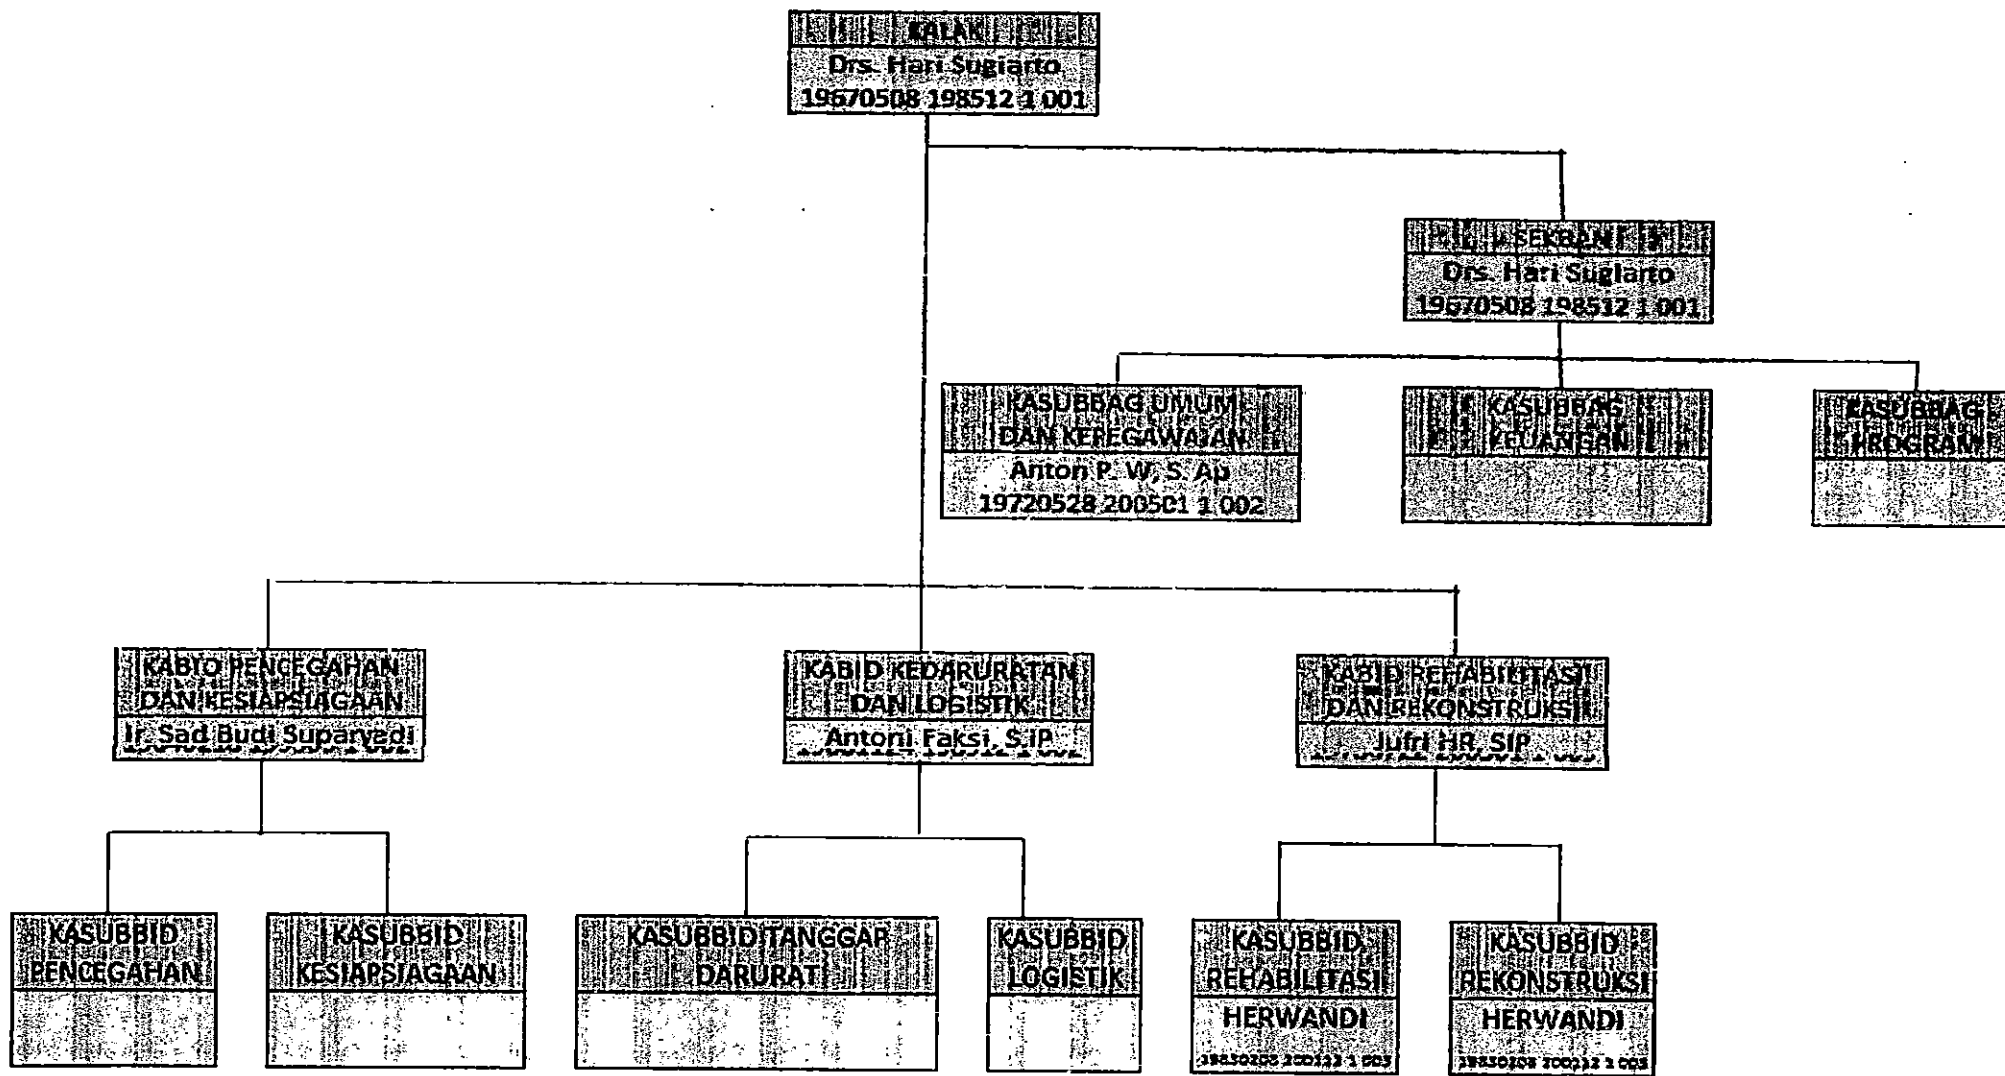 KALAK
Drs. Hari Sugiarto
19670508 198512 1 001
SEKBAN
Drs. Hari Sugiarto
19670508 198512 1 001
KASUBBAG UMUM
DAN KEPEGAWAIAN
Anton P. W, S. Ap
19720528 200501 1 002
KASUBBAG
KEUANGAN
KASUBBAG
PROGRAM
KABID PENCEGAHAN
DAN KESIAPSIAGAAN
Ir. Sad Budi Suparyadi
KABID KEDARURATAN
DAN LOGISTIK
Antoni Faksi, S.IP
KABID REHABILITASI
DAN REKONSTRUKSI
Jufri HR, SIP
KASUBBID
PENCEGAHAN
KASUBBID
KESIAPSIAGAAN
KASUBBID TANGGAP
DARURAT
KASUBBID
LOGISTIK
KASUBBID
REHABILITASI
HERWANDI
KASUBBID
REKONSTRUKSI
HERWANDI